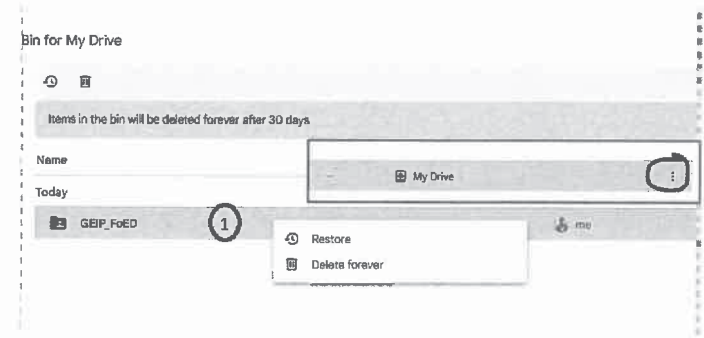 Bin for My Drive
Items in the bin will be deleted forever after 30 days
Name
My Drive
Today
GEIP_FoED
1
me
Restore
Delete forever